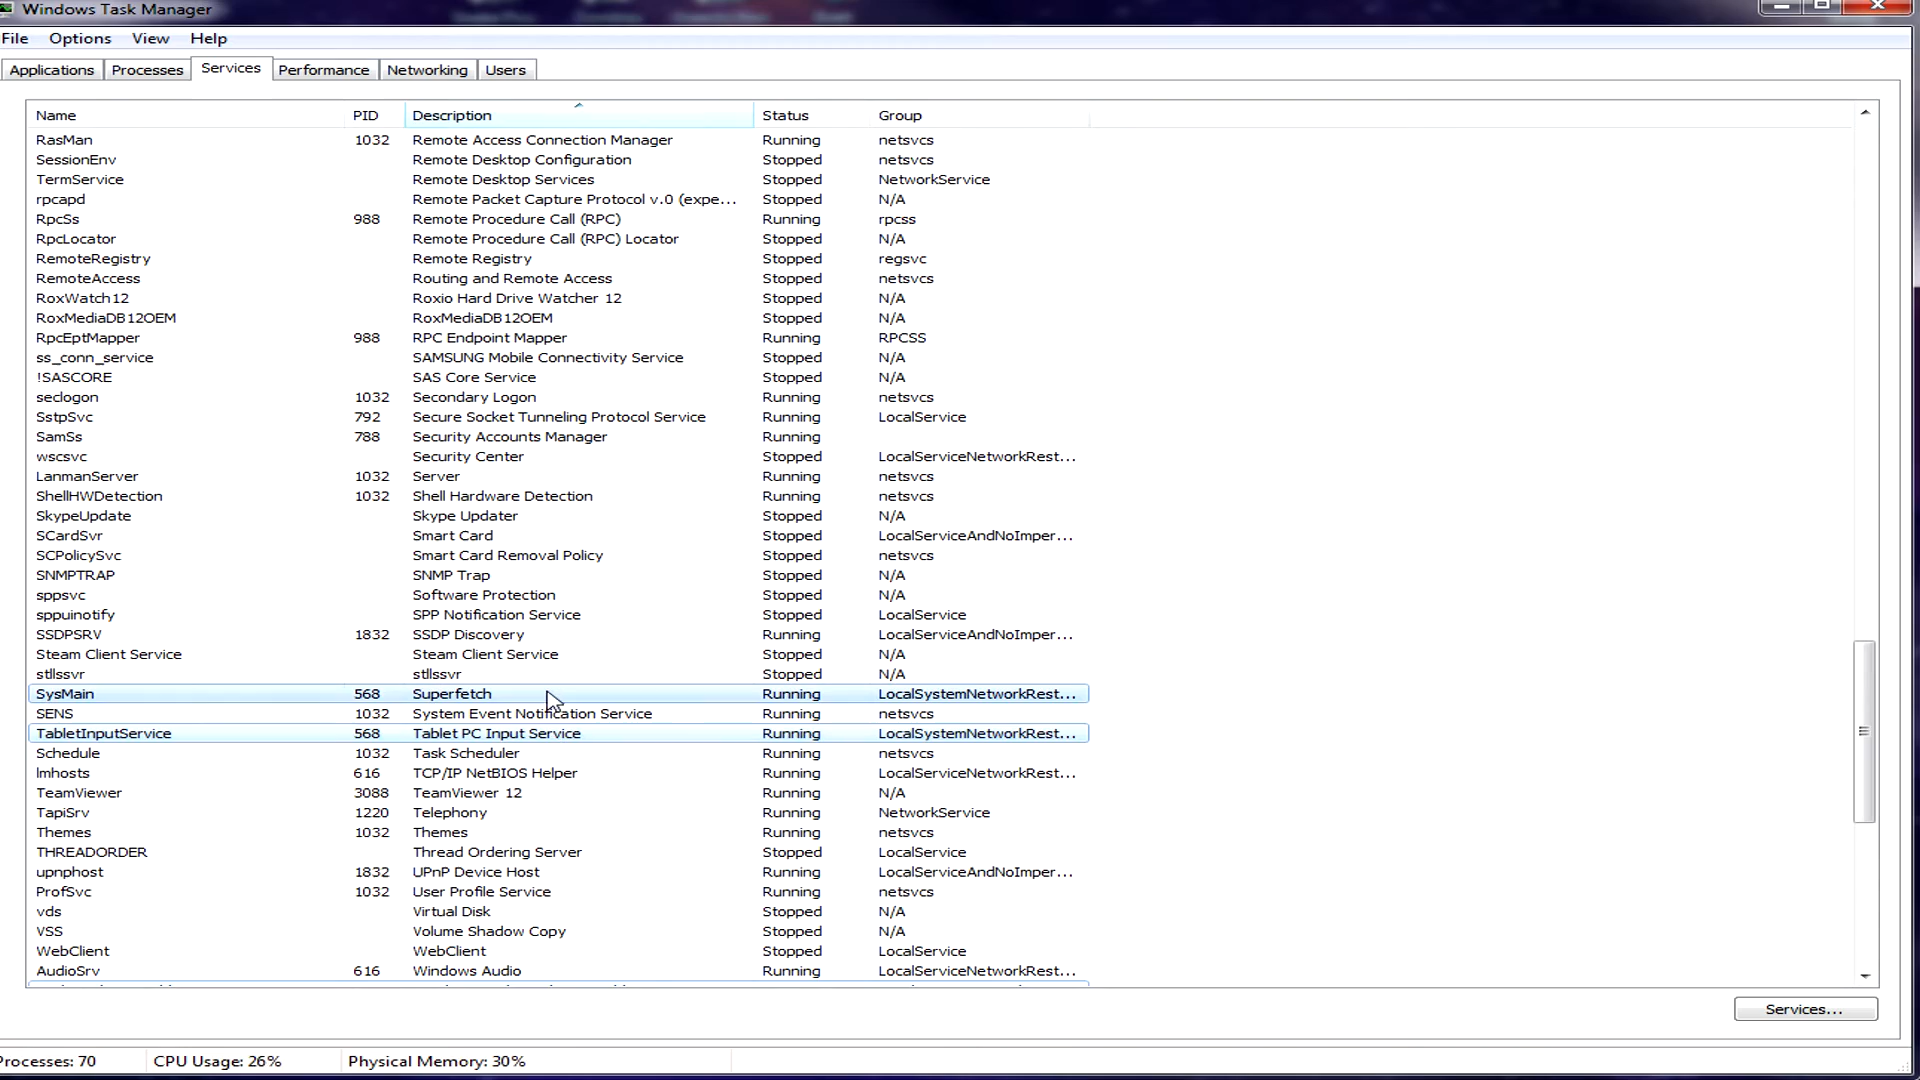 Windows Task Manager
File Options View Help
Applications Processes Services Performance Networking Users
Name PID Description Status Group
RasMan 1032 Remote Access Connection Manager Running netsvcs
SessionEnv Remote Desktop Configuration Stopped netsvcs
TermService Remote Desktop Services Stopped NetworkService
rpcapd Remote Packet Capture Protocol v.0 (expe... Stopped N/A
RpcSs 988 Remote Procedure Call (RPC) Running rpcss
RpcLocator Remote Procedure Call (RPC) Locator Stopped N/A
RemoteRegistry Remote Registry Stopped regsvc
RemoteAccess Routing and Remote Access Stopped netsvcs
RoxWatch12 Roxio Hard Drive Watcher 12 Stopped N/A
RoxMediaDB12OEM RoxMediaDB12OEM Stopped N/A
RpcEptMapper 988 RPC Endpoint Mapper Running RPCSS
ss_conn_service SAMSUNG Mobile Connectivity Service Stopped N/A
!SASCORE SAS Core Service Stopped N/A
seclogon 1032 Secondary Logon Running netsvcs
SstpSvc 792 Secure Socket Tunneling Protocol Service Running LocalService
SamSs 788 Security Accounts Manager Running
wscsvc Security Center Stopped LocalServiceNetworkRest...
LanmanServer 1032 Server Running netsvcs
ShellHWDetection 1032 Shell Hardware Detection Running netsvcs
SkypeUpdate Skype Updater Stopped N/A
SCardSvr Smart Card Stopped LocalServiceAndNoImper...
SCPolicySvc Smart Card Removal Policy Stopped netsvcs
SNMPTRAP SNMP Trap Stopped N/A
sppsvc Software Protection Stopped N/A
sppuinotify SPP Notification Service Stopped LocalService
SSDPSRV 1832 SSDP Discovery Running LocalServiceAndNoImper...
Steam Client Service Steam Client Service Stopped N/A
stllssvr stllssvr Stopped N/A
SysMain 568 Superfetch Running LocalSystemNetworkRest...
SENS 1032 System Event Notification Service Running netsvcs
TabletInputService 568 Tablet PC Input Service Running LocalSystemNetworkRest...
Schedule 1032 Task Scheduler Running netsvcs
lmhosts 616 TCP/IP NetBIOS Helper Running LocalServiceNetworkRest...
TeamViewer 3088 TeamViewer 12 Running N/A
TapiSrv 1220 Telephony Running NetworkService
Themes 1032 Themes Running netsvcs
THREADORDER Thread Ordering Server Stopped LocalService
upnphost 1832 UPnP Device Host Running LocalServiceAndNoImper...
ProfSvc 1032 User Profile Service Running netsvcs
vds Virtual Disk Stopped N/A
VSS Volume Shadow Copy Stopped N/A
WebClient WebClient Stopped LocalService
AudioSrv 616 Windows Audio Running LocalServiceNetworkRest...
Services...
Processes: 70 CPU Usage: 26% Physical Memory: 30%